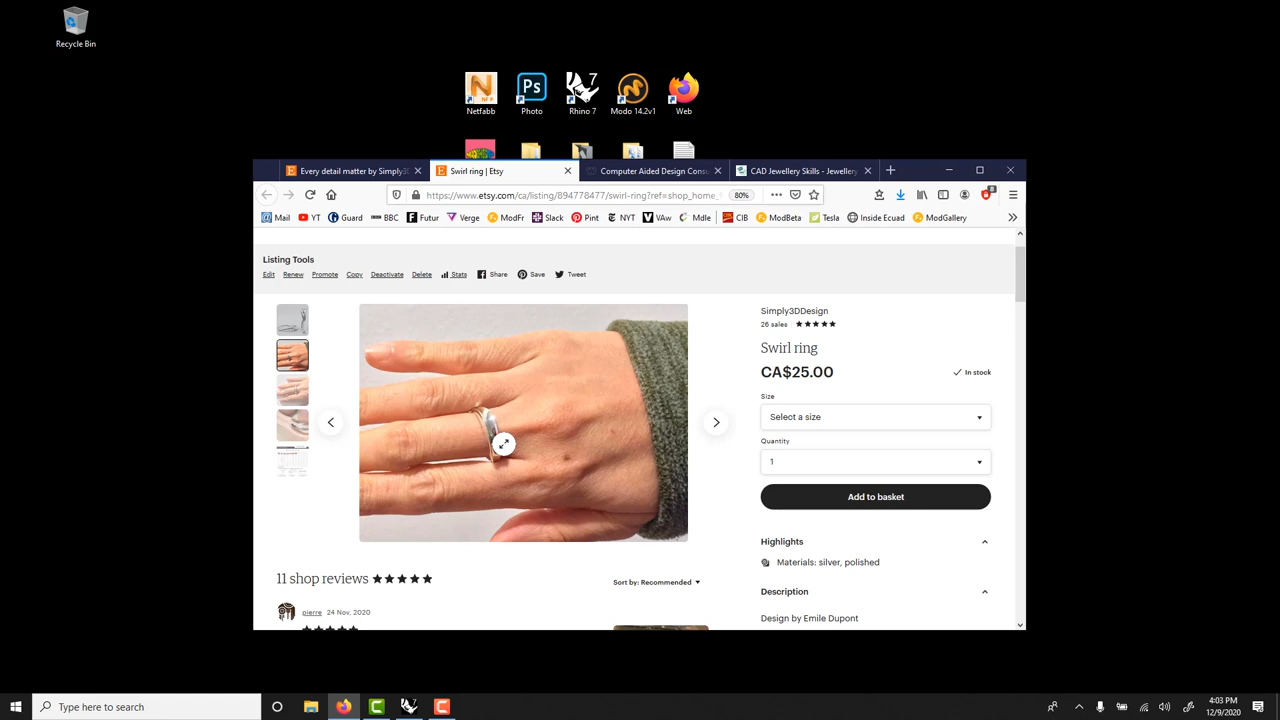 Recycle Bin
Netfabb
Photo
Rhino 7
Modo 14.2v1
Web
Every detail matter by Simply3D
Swirl ring | Etsy
Computer Aided Design Consu
CAD Jewellery Skills - Jewellery
https://www.etsy.com/ca/listing/894778477/swirl-ring?ref=shop_home_
80%
Mail
YT
Guard
BBC
Futur
Verge
ModFr
Slack
Pint
NYT
VAw
Mdle
CIB
ModBeta
Tesla
Inside Ecuad
ModGallery
Listing Tools
Edit Renew Promote Copy Deactivate Delete Stats Share Save Tweet
Simply3DDesign
26 sales
Swirl ring
CA$25.00
In stock
Size
Select a size
Quantity
1
Add to basket
Highlights
Materials: silver, polished
Description
Design by Emile Dupont
11 shop reviews
Sort by: Recommended
pierre 24 Nov, 2020
Type here to search
4:03 PM
12/9/2020